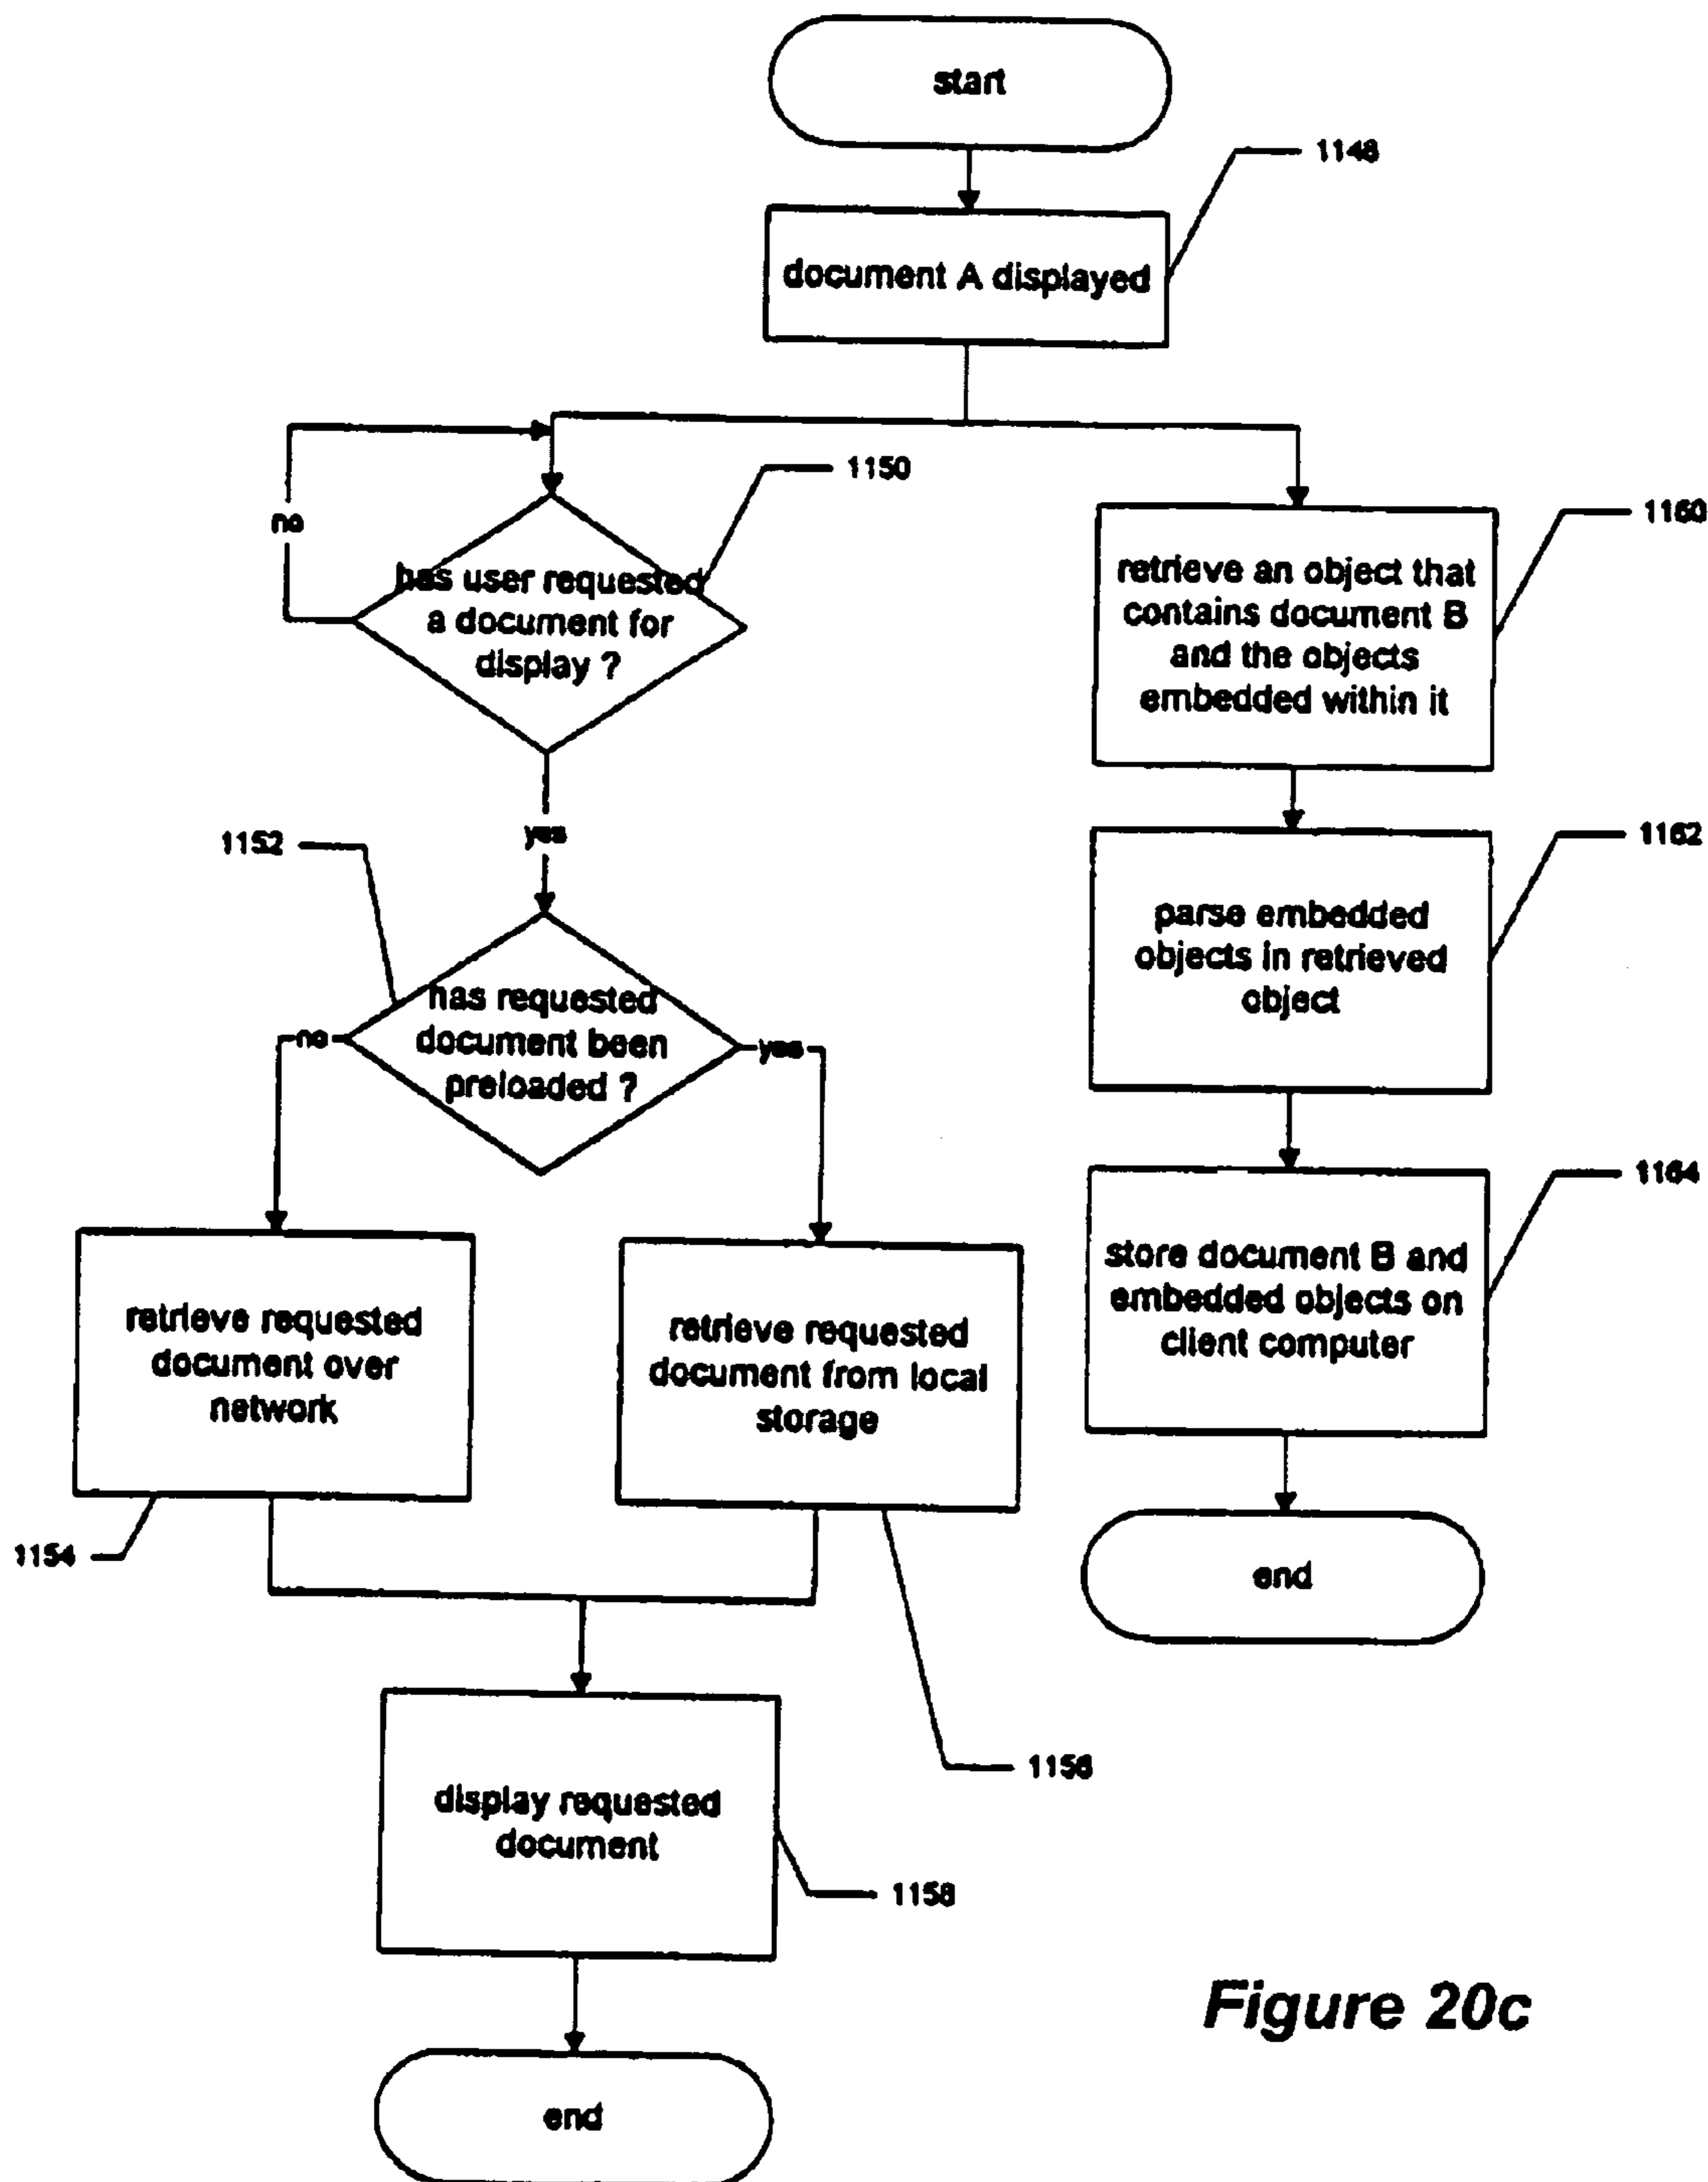 start
1148
document A displayed
no
1150
has user requested
a document for
display ?
1160
retrieve an object that
contains document B
and the objects
embedded within it
yes
1152
1162
parse embedded
objects in retrieved
object
has requested
document been
preloaded ?
no
yes
1164
store document B and
embedded objects on
client computer
retrieve requested
document over
network
retrieve requested
document from local
storage
1154
end
1156
display requested
document
1158
end
Figure 20c